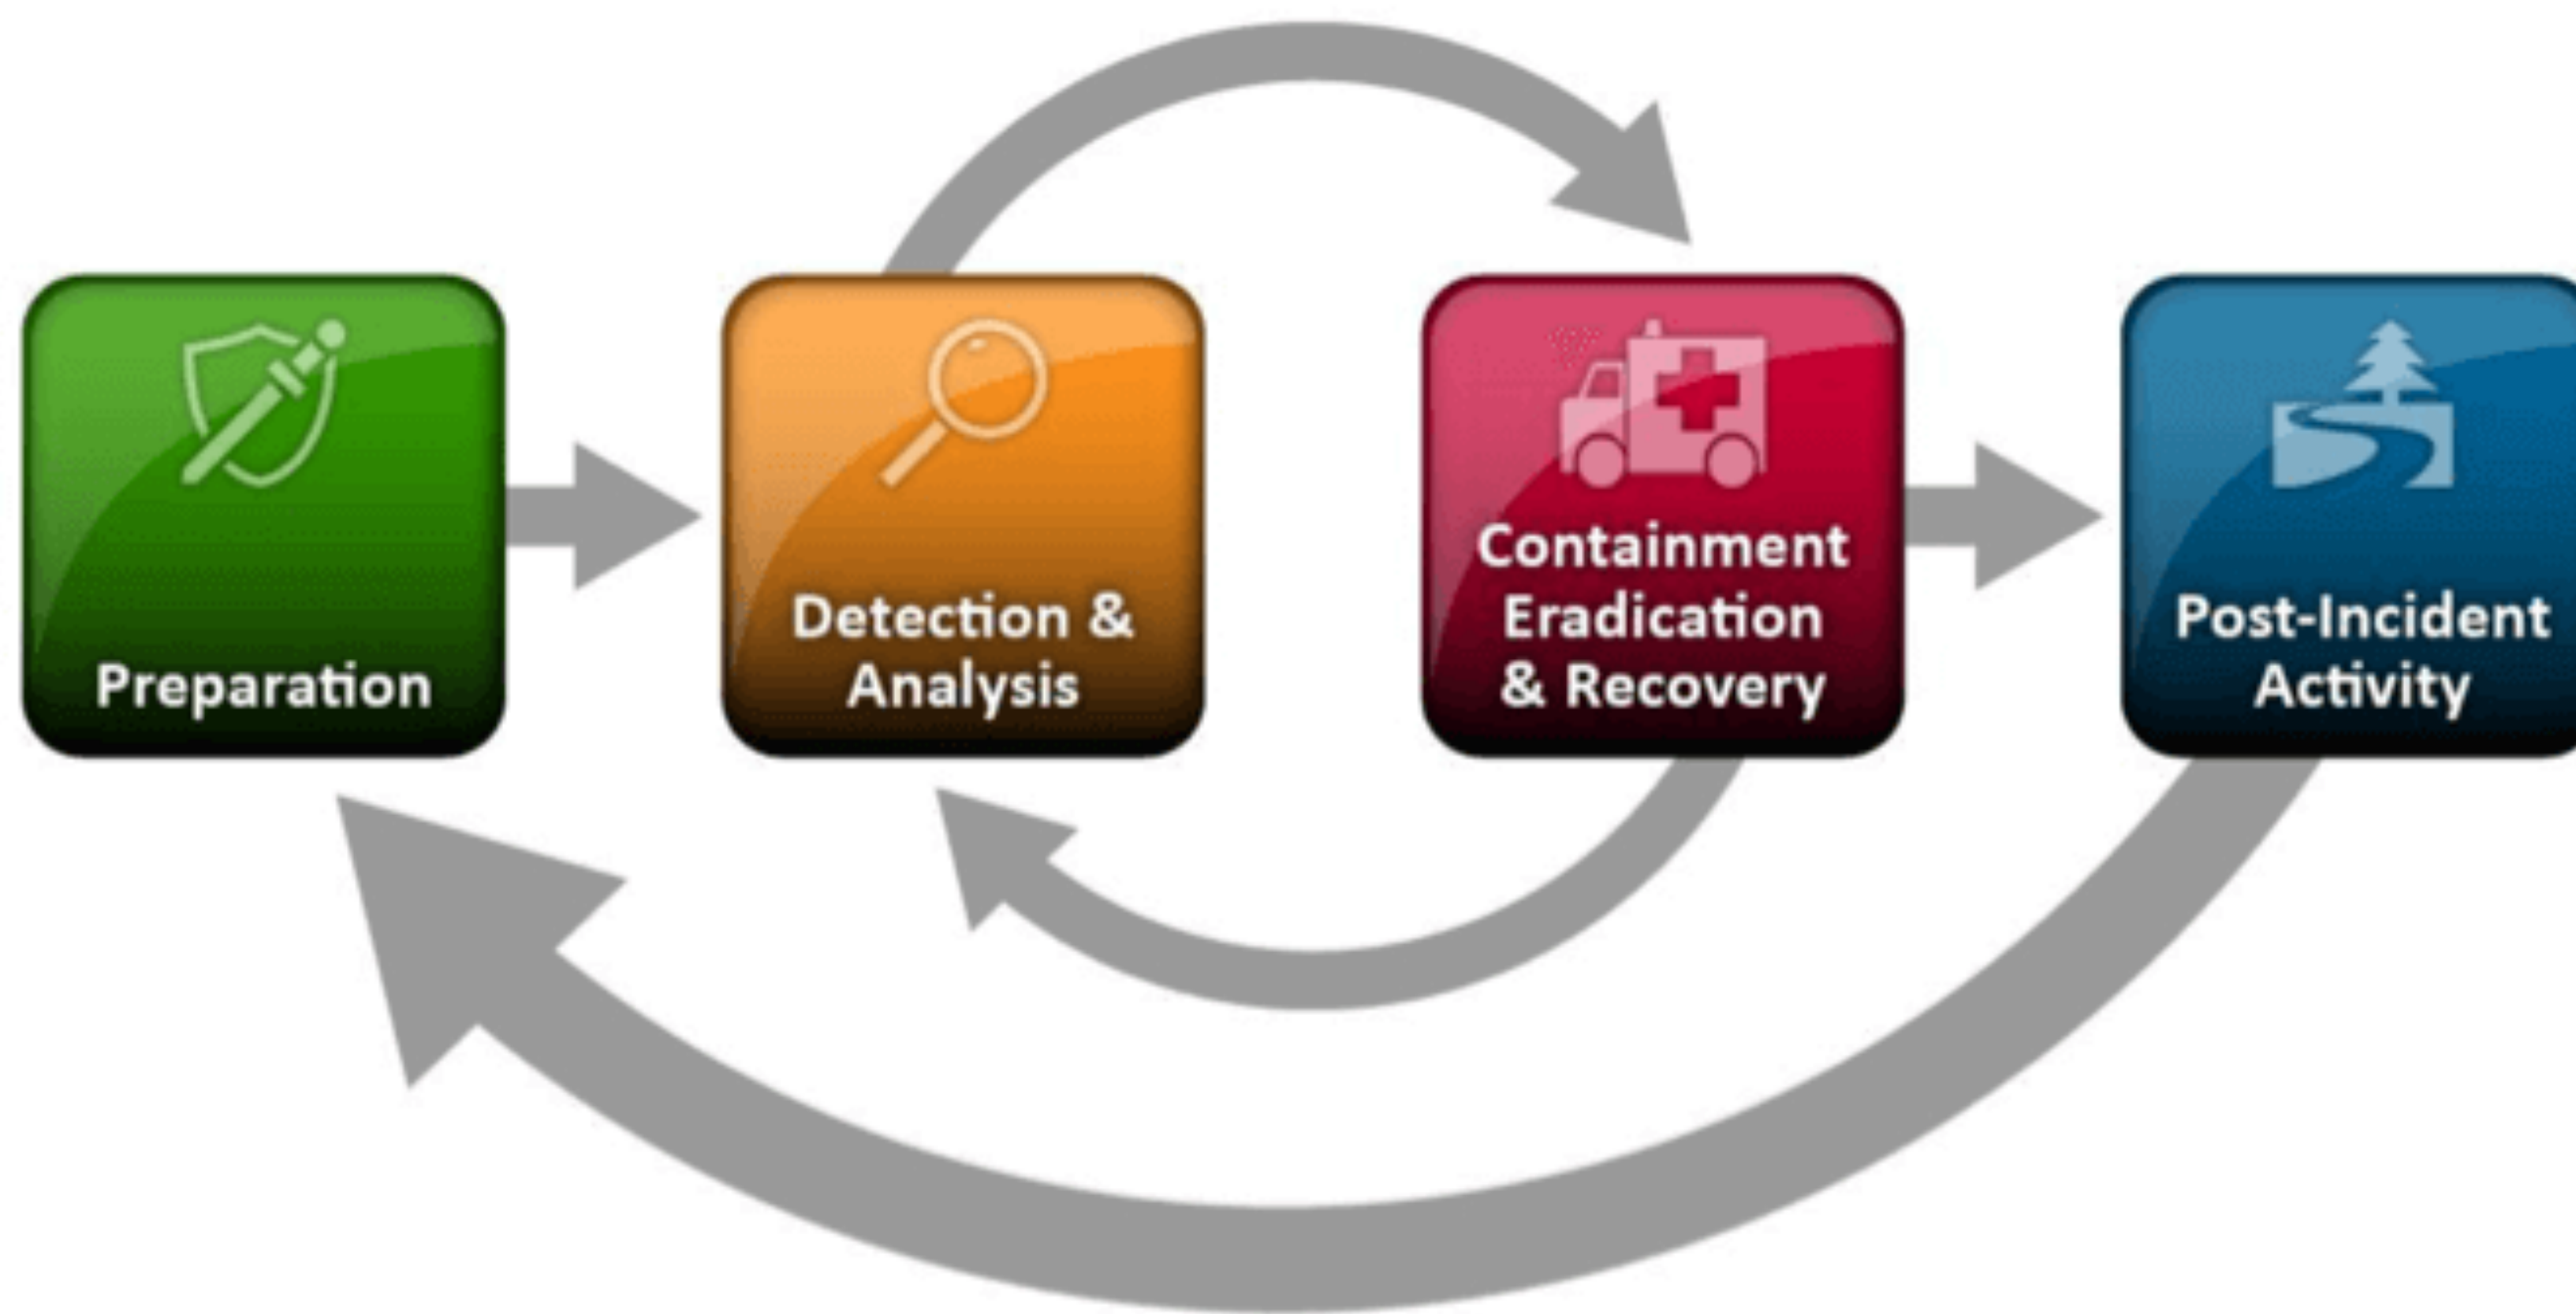 Preparation
Detection &
Analysis
Containment
Eradication
& Recovery
Post-Incident
Activity